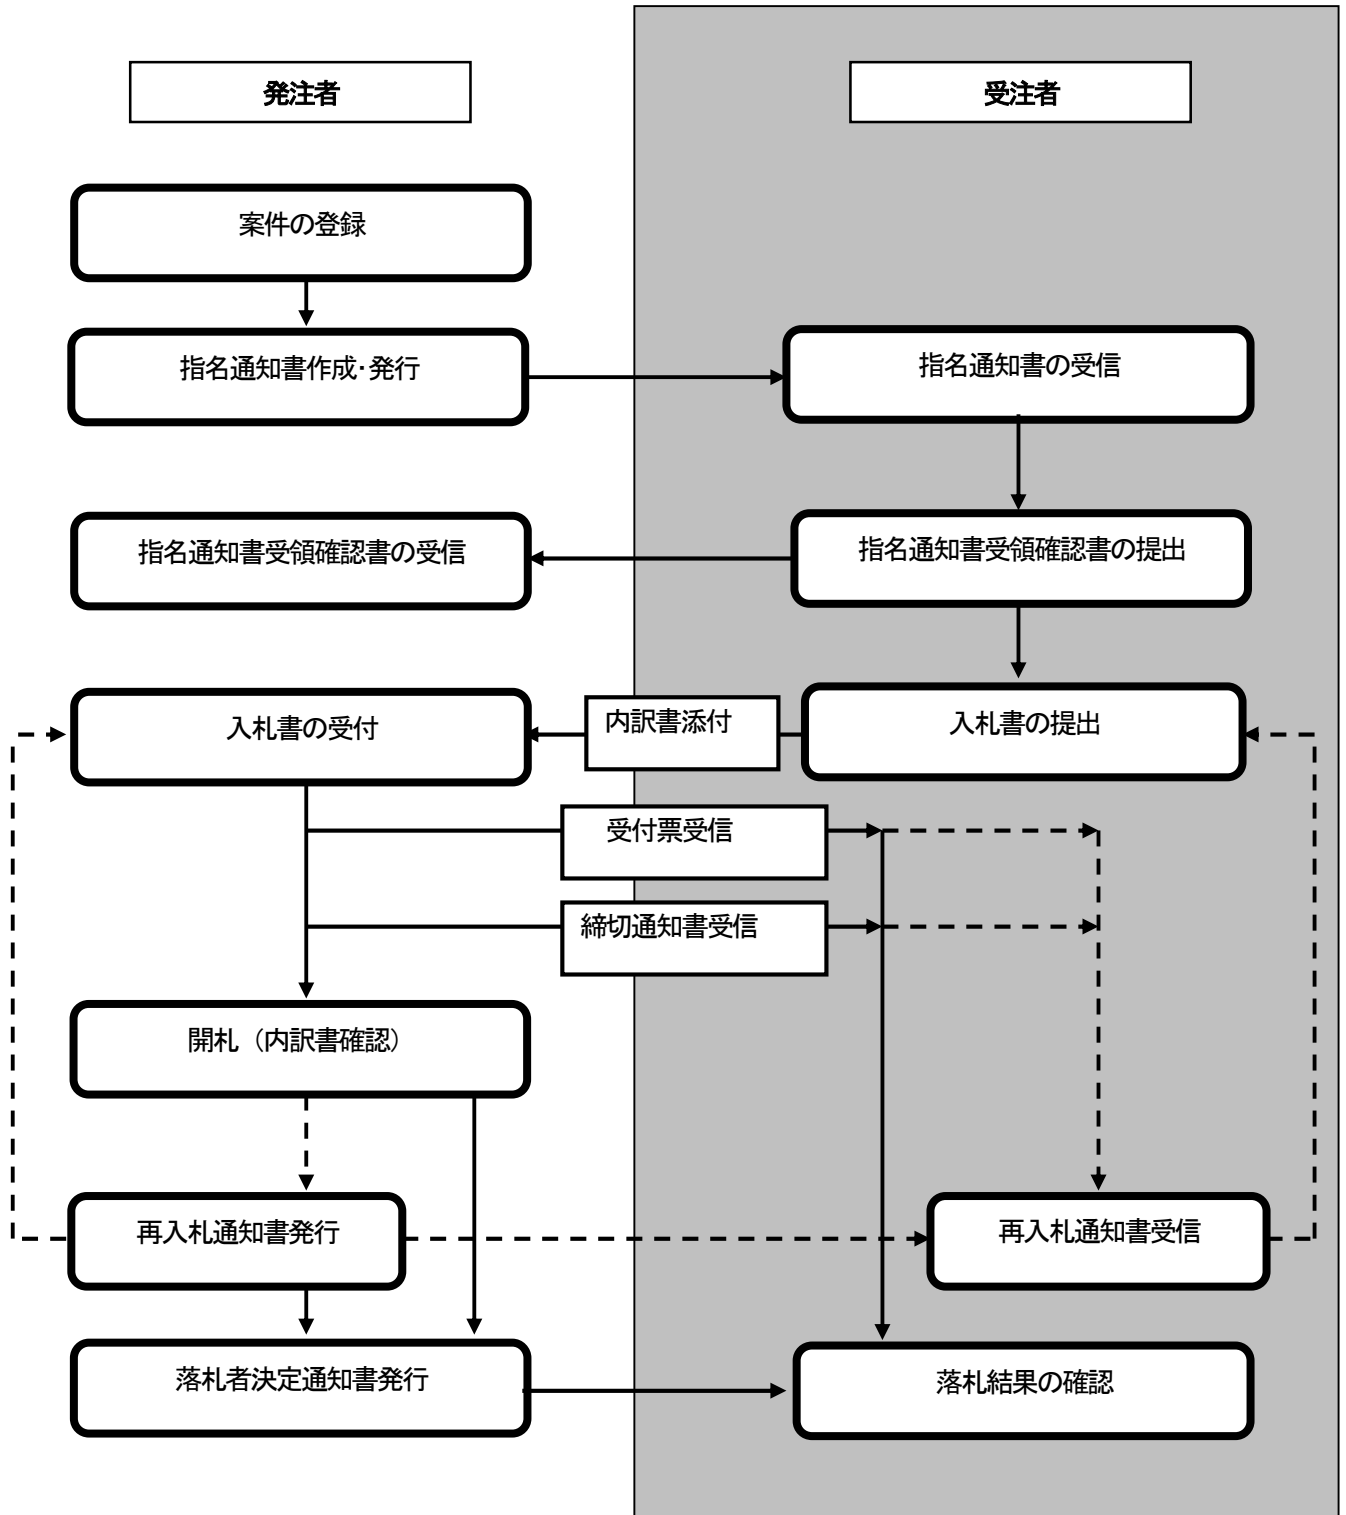 発注者
受注者
案件の登録
指名通知書作成・発行
指名通知書の受信
指名通知書受領確認書の受信
指名通知書受領確認書の提出
入札書の受付
内訳書添付
入札書の提出
受付票受信
締切通知書受信
開札（内訳書確認）
再入札通知書発行
再入札通知書受信
落札者決定通知書発行
落札結果の確認